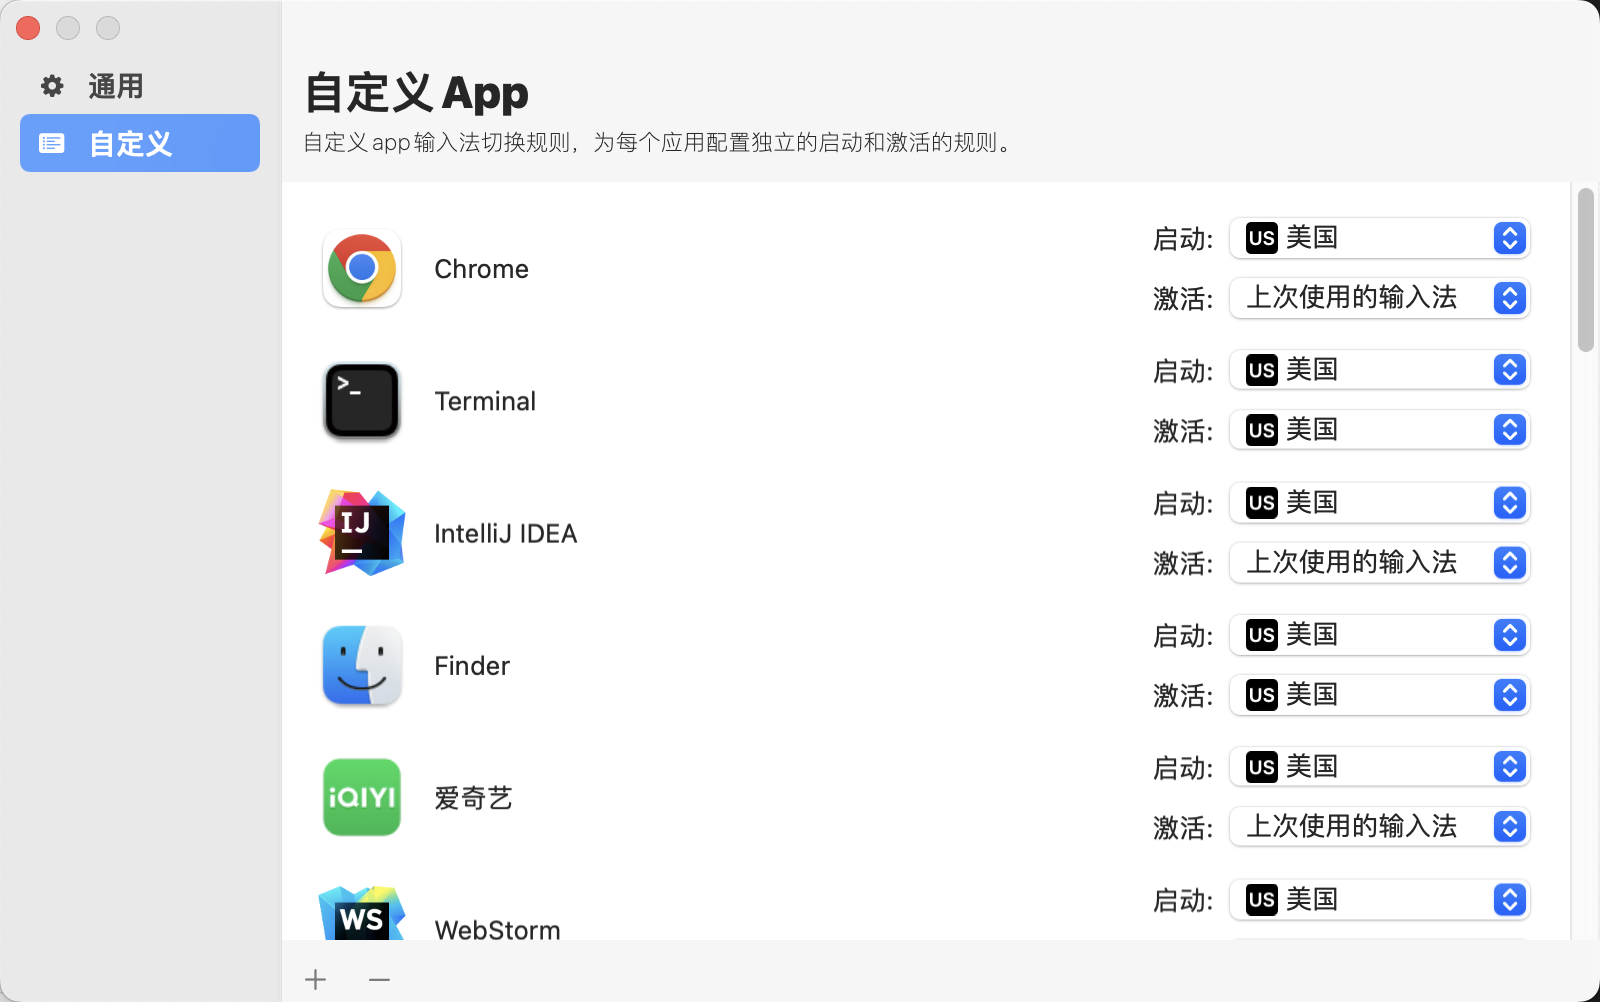 通用
自定义
自定义 App
自定义 app 输入法切换规则，为每个应用配置独立的启动和激活的规则。
Chrome
启动: US 美国
激活: 上次使用的输入法
>_
Terminal
启动: US 美国
激活: US 美国
IJ
IntelliJ IDEA
启动: US 美国
激活: 上次使用的输入法
Finder
启动: US 美国
激活: US 美国
iQIYI
爱奇艺
启动: US 美国
激活: 上次使用的输入法
WS
WebStorm
启动: US 美国